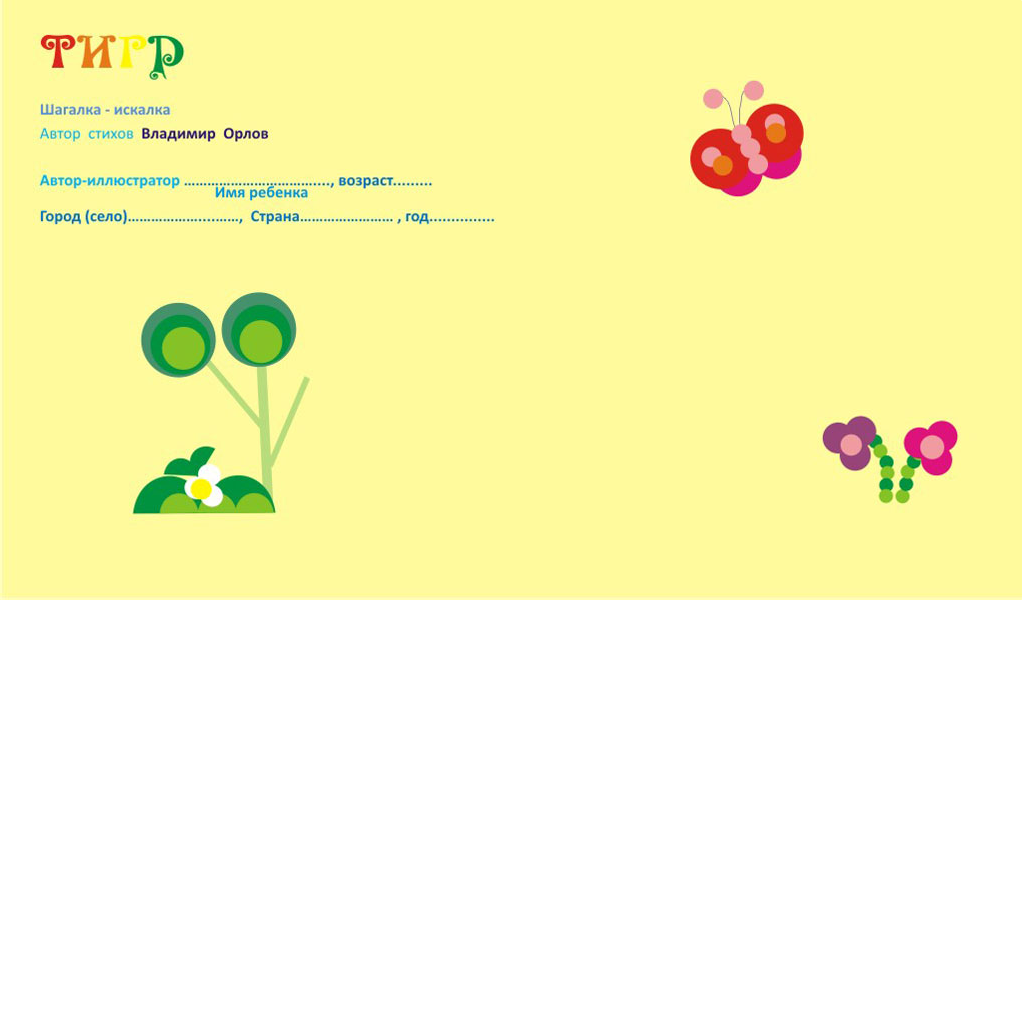 ТИГР
Шагалка - искалка
Автор стихов Владимир Орлов
Автор-иллюстратор ……………………………...., возраст.........
Имя ребенка
Город (село)………………....……, Страна…………………… , год...............